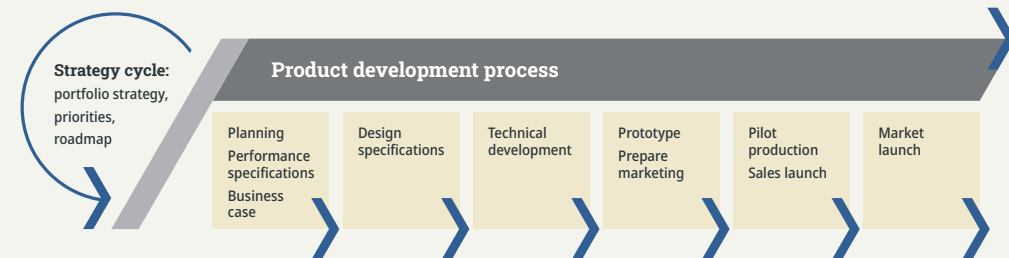 Strategy cycle:
portfolio strategy,
priorities,
roadmap
Product development process
Planning
Performance
specifications
Business
case
Design
specifications
Technical
development
Prototype
Prepare
marketing
Pilot
production
Sales launch
Market
launch